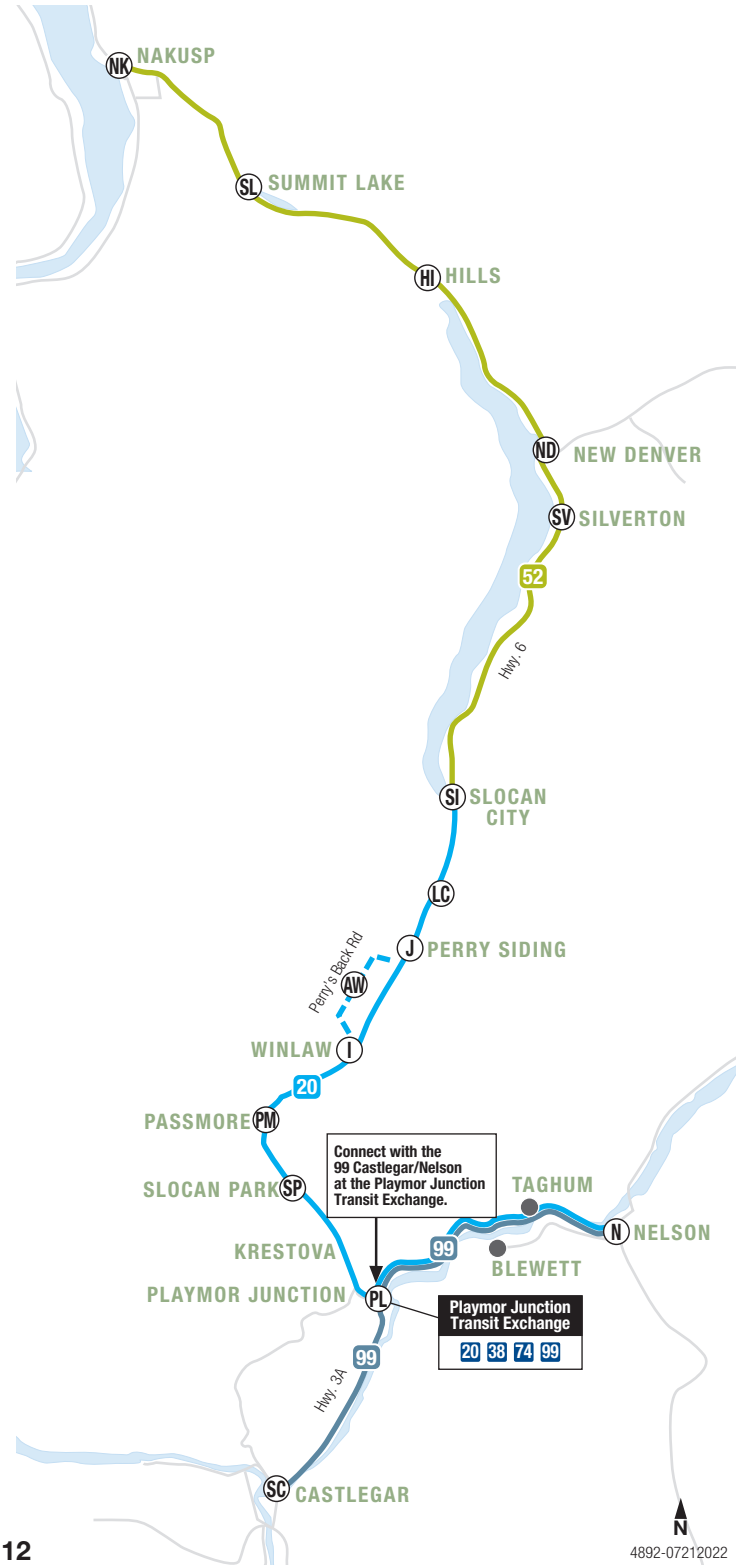 NK NAKUSP
SL SUMMIT LAKE
HI HILLS
ND NEW DENVER
SV SILVERTON
52
Hwy. 6
SI SLOCAN
CITY
LC
J PERRY SIDING
Perry's Back Rd
AW
WINLAW I
20
PASSMORE PM
Connect with the
99 Castlegar/Nelson
at the Playmor Junction
Transit Exchange.
SLOCAN PARK SP
TAGHUM
N NELSON
KRESTOVA
99
BLEWETT
PLAYMOR JUNCTION PL
Playmor Junction
Transit Exchange
20 38 74 99
99
Hwy. 3A
SC CASTLEGAR
N
12
4892-07212022